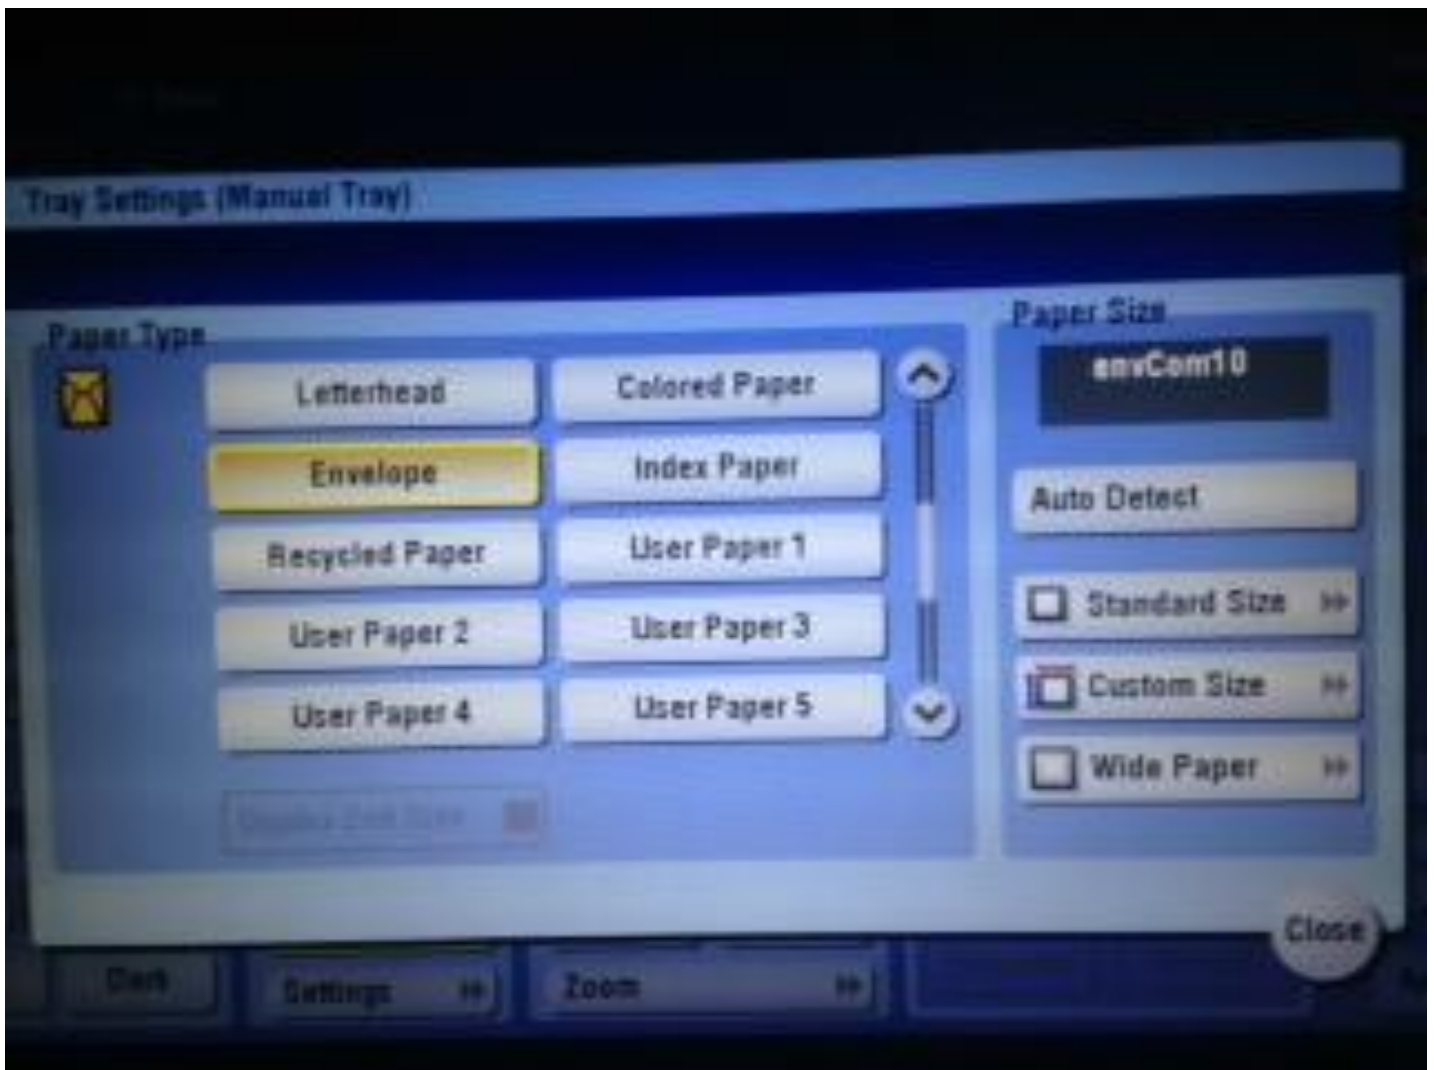 Tray Settings (Manual Tray)
Paper Type
Paper Size
envCom10
Letterhead
Colored Paper
Envelope
Index Paper
Auto Detect
Recycled Paper
User Paper 1
Standard Size
User Paper 2
User Paper 3
Custom Size
User Paper 4
User Paper 5
Wide Paper
Close
Dark
Settings
Zoom